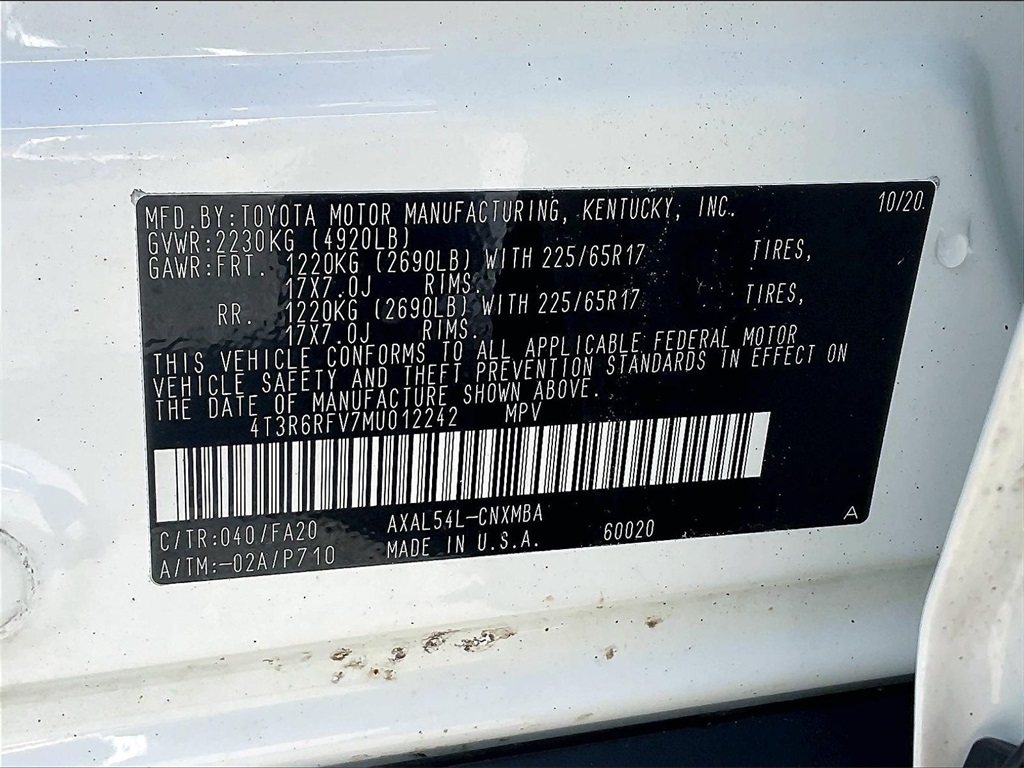 MFD.BY:TOYOTA MOTOR MANUFACTURING, KENTUCKY, INC. 10/20
GVWR:2230KG (4920LB)
GAWR:FRT. 1220KG (2690LB) WITH 225/65R17 TIRES,
17X7.0J RIMS.
RR. 1220KG (2690LB) WITH 225/65R17 TIRES,
17X7.0J RIMS.
THIS VEHICLE CONFORMS TO ALL APPLICABLE FEDERAL MOTOR
VEHICLE SAFETY AND THEFT PREVENTION STANDARDS IN EFFECT ON
THE DATE OF MANUFACTURE SHOWN ABOVE.
4T3R6RFV7MU012242 MPV
C/TR:040/FA20 AXAL54L-CNXMBA A
A/TM:-02A/P710 MADE IN U.S.A. 60020